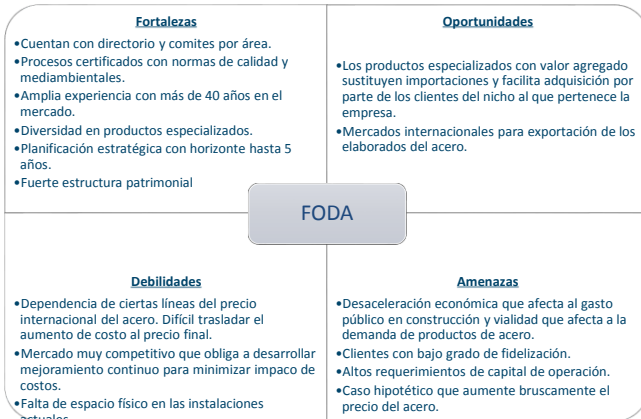 Fortalezas
•Cuentan con directorio y comites por área.
•Procesos certificados con normas de calidad y
mediambientales.
•Amplia experiencia con más de 40 años en el
mercado.
•Diversidad en productos especializados.
•Planificación estratégica con horizonte hasta 5
años.
•Fuerte estructura patrimonial
Oportunidades
•Los productos especializados con valor agregado
sustituyen importaciones y facilita adquisición por
parte de los clientes del nicho al que pertenece la
empresa.
•Mercados internacionales para exportación de los
elaborados del acero.
FODA
Debilidades
•Dependencia de ciertas líneas del precio
internacional del acero. Difícil trasladar el
aumento de costo al precio final.
•Mercado muy competitivo que obliga a desarrollar
mejoramiento continuo para minimizar impacto de
costos.
•Falta de espacio físico en las instalaciones
actuales.
Amenazas
•Desaceleración económica que afecta al gasto
público en construcción y vialidad que afecta a la
demanda de productos de acero.
•Clientes con bajo grado de fidelización.
•Altos requerimientos de capital de operación.
•Caso hipotético que aumente bruscamente el
precio del acero.